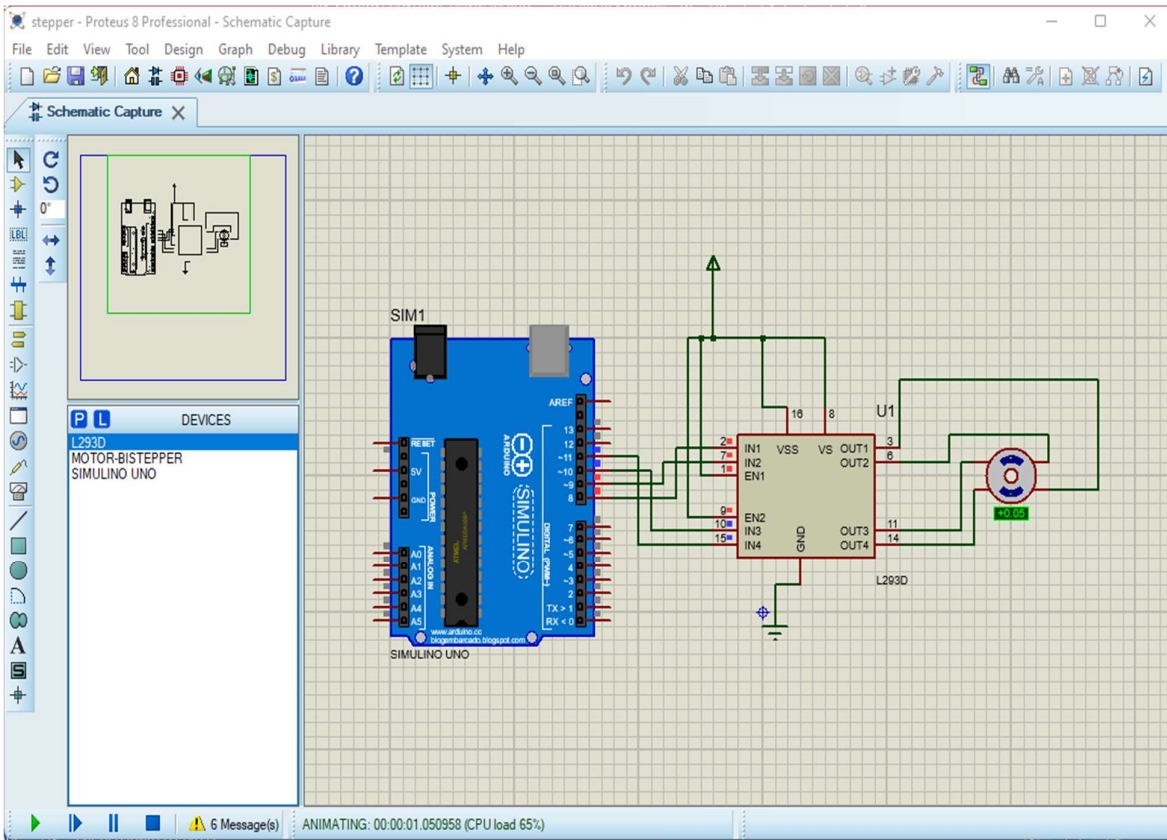 stepper - Proteus 8 Professional - Schematic Capture
File Edit View Tool Design Graph Debug Library Template System Help
Schematic Capture
0°
LBL
A
S
P L DEVICES
L293D
MOTOR-BISTEPPER
SIMULINO UNO
SIM1
AREF
13
12
~11
~10
~9
8
7
~6
~5
4
~3
2
TX > 1
RX < 0
RESET
5V
GND
POWER
A0
A1
A2
A3
A4
A5
ANALOG IN
ARDUINO
SIMULINO
DIGITAL (PWM~)
ATMEL
www.arduino.cc
blogembarcado.blogspot.com
SIMULINO UNO
U1
16 8
2 IN1 VSS VS OUT1 3
7 IN2 OUT2 6
1 EN1
9 EN2
10 IN3 OUT3 11
15 IN4 GND OUT4 14
L293D
+0.05
6 Message(s) ANIMATING: 00:00:01.050958 (CPU load 65%)